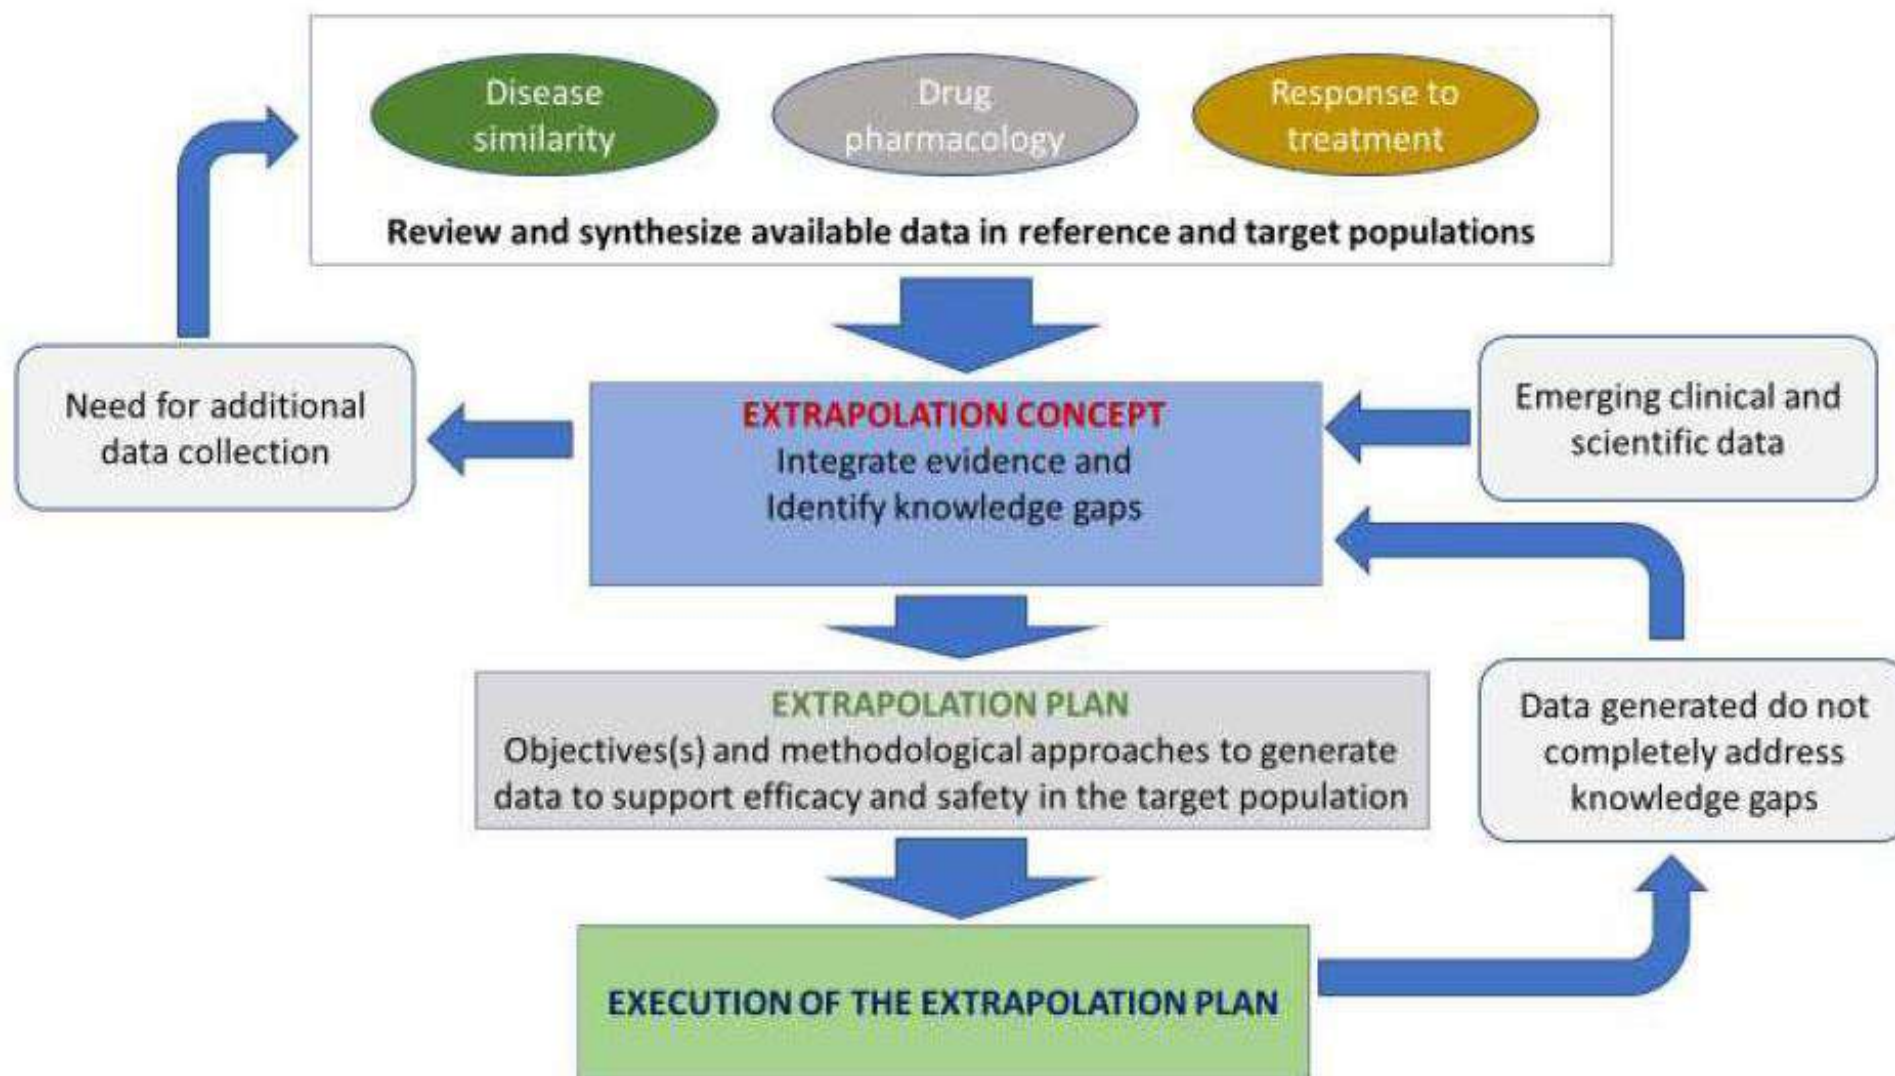 Disease
similarity
Drug
pharmacology
Response to
treatment
Review and synthesize available data in reference and target populations
Need for additional
data collection
EXTRAPOLATION CONCEPT
Integrate evidence and
Identify knowledge gaps
Emerging clinical and
scientific data
EXTRAPOLATION PLAN
Objectives(s) and methodological approaches to generate
data to support efficacy and safety in the target population
Data generated do not
completely address
knowledge gaps
EXECUTION OF THE EXTRAPOLATION PLAN